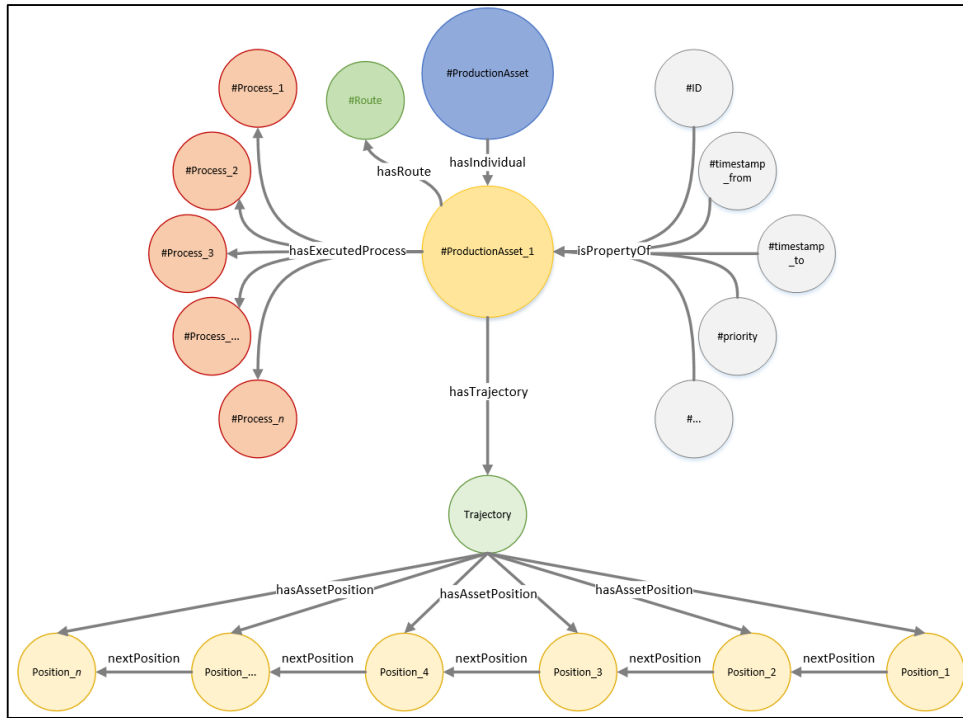 #ProductionAsset
#Process_1
#Route
#ID
hasIndividual
hasRoute
#Process_2
#timestamp
_from
#Process_3
hasExecutedProcess
#ProductionAsset_1
isPropertyOf
#timestamp
_to
#Process_...
#priority
hasTrajectory
#Process_n
#...
Trajectory
hasAssetPosition
hasAssetPosition
hasAssetPosition
Position_n
nextPosition
Position_...
nextPosition
Position_4
nextPosition
Position_3
nextPosition
Position_2
nextPosition
Position_1